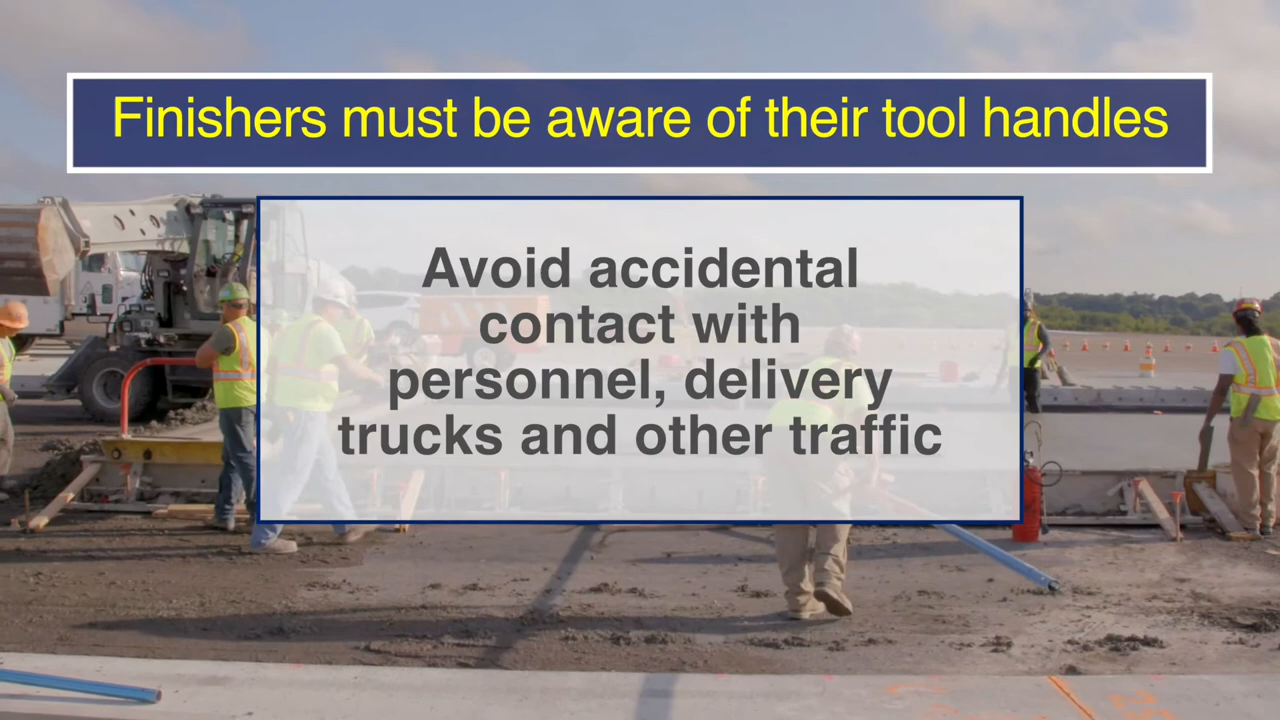 Finishers must be aware of their tool handles
Avoid accidental
contact with
personnel, delivery
trucks and other traffic